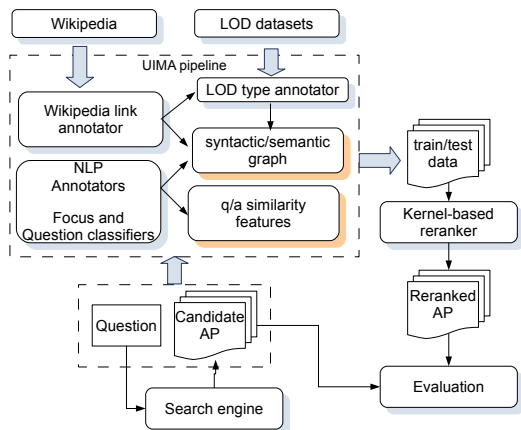 Wikipedia
LOD datasets
UIMA pipeline
Wikipedia link
annotator
LOD type annotator
syntactic/semantic
graph
NLP
Annotators
Focus and
Question classifiers
q/a similarity
features
train/test
data
Kernel-based
reranker
Reranked
AP
Question
Candidate
AP
Search engine
Evaluation